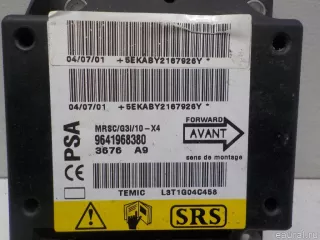 04/07/01 +5EKABY2167926Y*
04/07/01 +5EKABY2167926Y*
PSA
MRSC/G3I/10-X4
9641968380
3676 A9
FORWARD
AVANT
sens de montage
CE
TEMIC L3T1G04C458
SRS